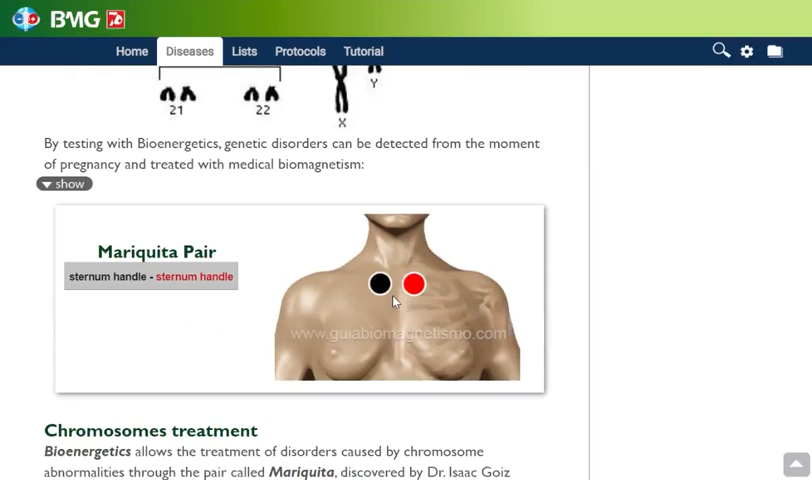 BMG 76
Home Diseases Lists Protocols Tutorial
21 22 X Y
By testing with Bioenergetics, genetic disorders can be detected from the moment
of pregnancy and treated with medical biomagnetism:
show
Mariquita Pair
sternum handle - sternum handle
www.guiabiomagnetismo.com
Chromosomes treatment
Bioenergetics allows the treatment of disorders caused by chromosome
abnormalities through the pair called Mariquita, discovered by Dr. Isaac Goiz